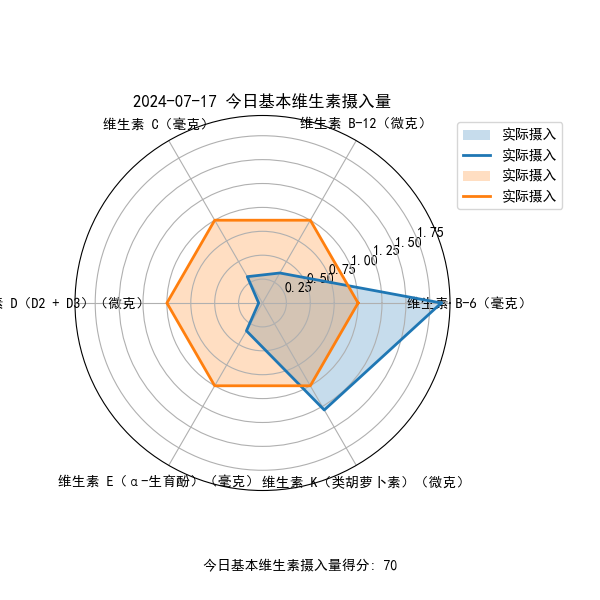 2024-07-17 今日基本维生素摄入量
维生素 C（毫克）
维生素 B-12（微克）
实际摄入
实际摄入
实际摄入
实际摄入
1.75
1.50
1.25
1.00
0.75
0.50
0.25
D（D2 + D3）（微克）
维生素 B-6（毫克）
维生素 E（α-生育酚）（毫克）
维生素 K（类胡萝卜素）（微克）
今日基本维生素摄入量得分: 70